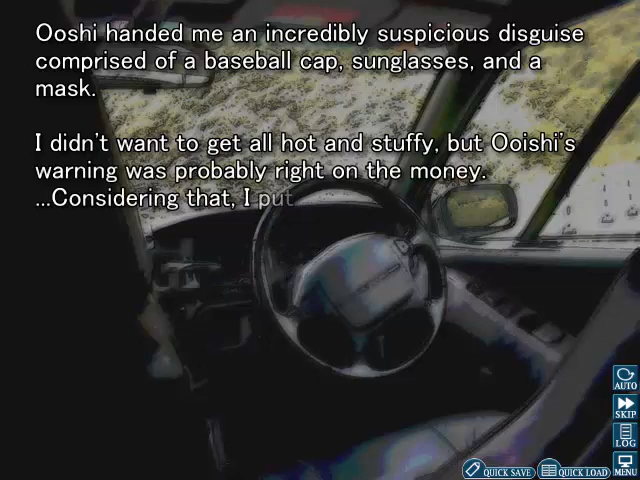 Ooshi handed me an incredibly suspicious disguise
comprised of a baseball cap, sunglasses, and a
mask.
I didn't want to get all hot and stuffy, but Ooishi's
warning was probably right on the money.
...Considering that, I put
AUTO
SKIP
LOG
MENU
QUICK SAVE
QUICK LOAD